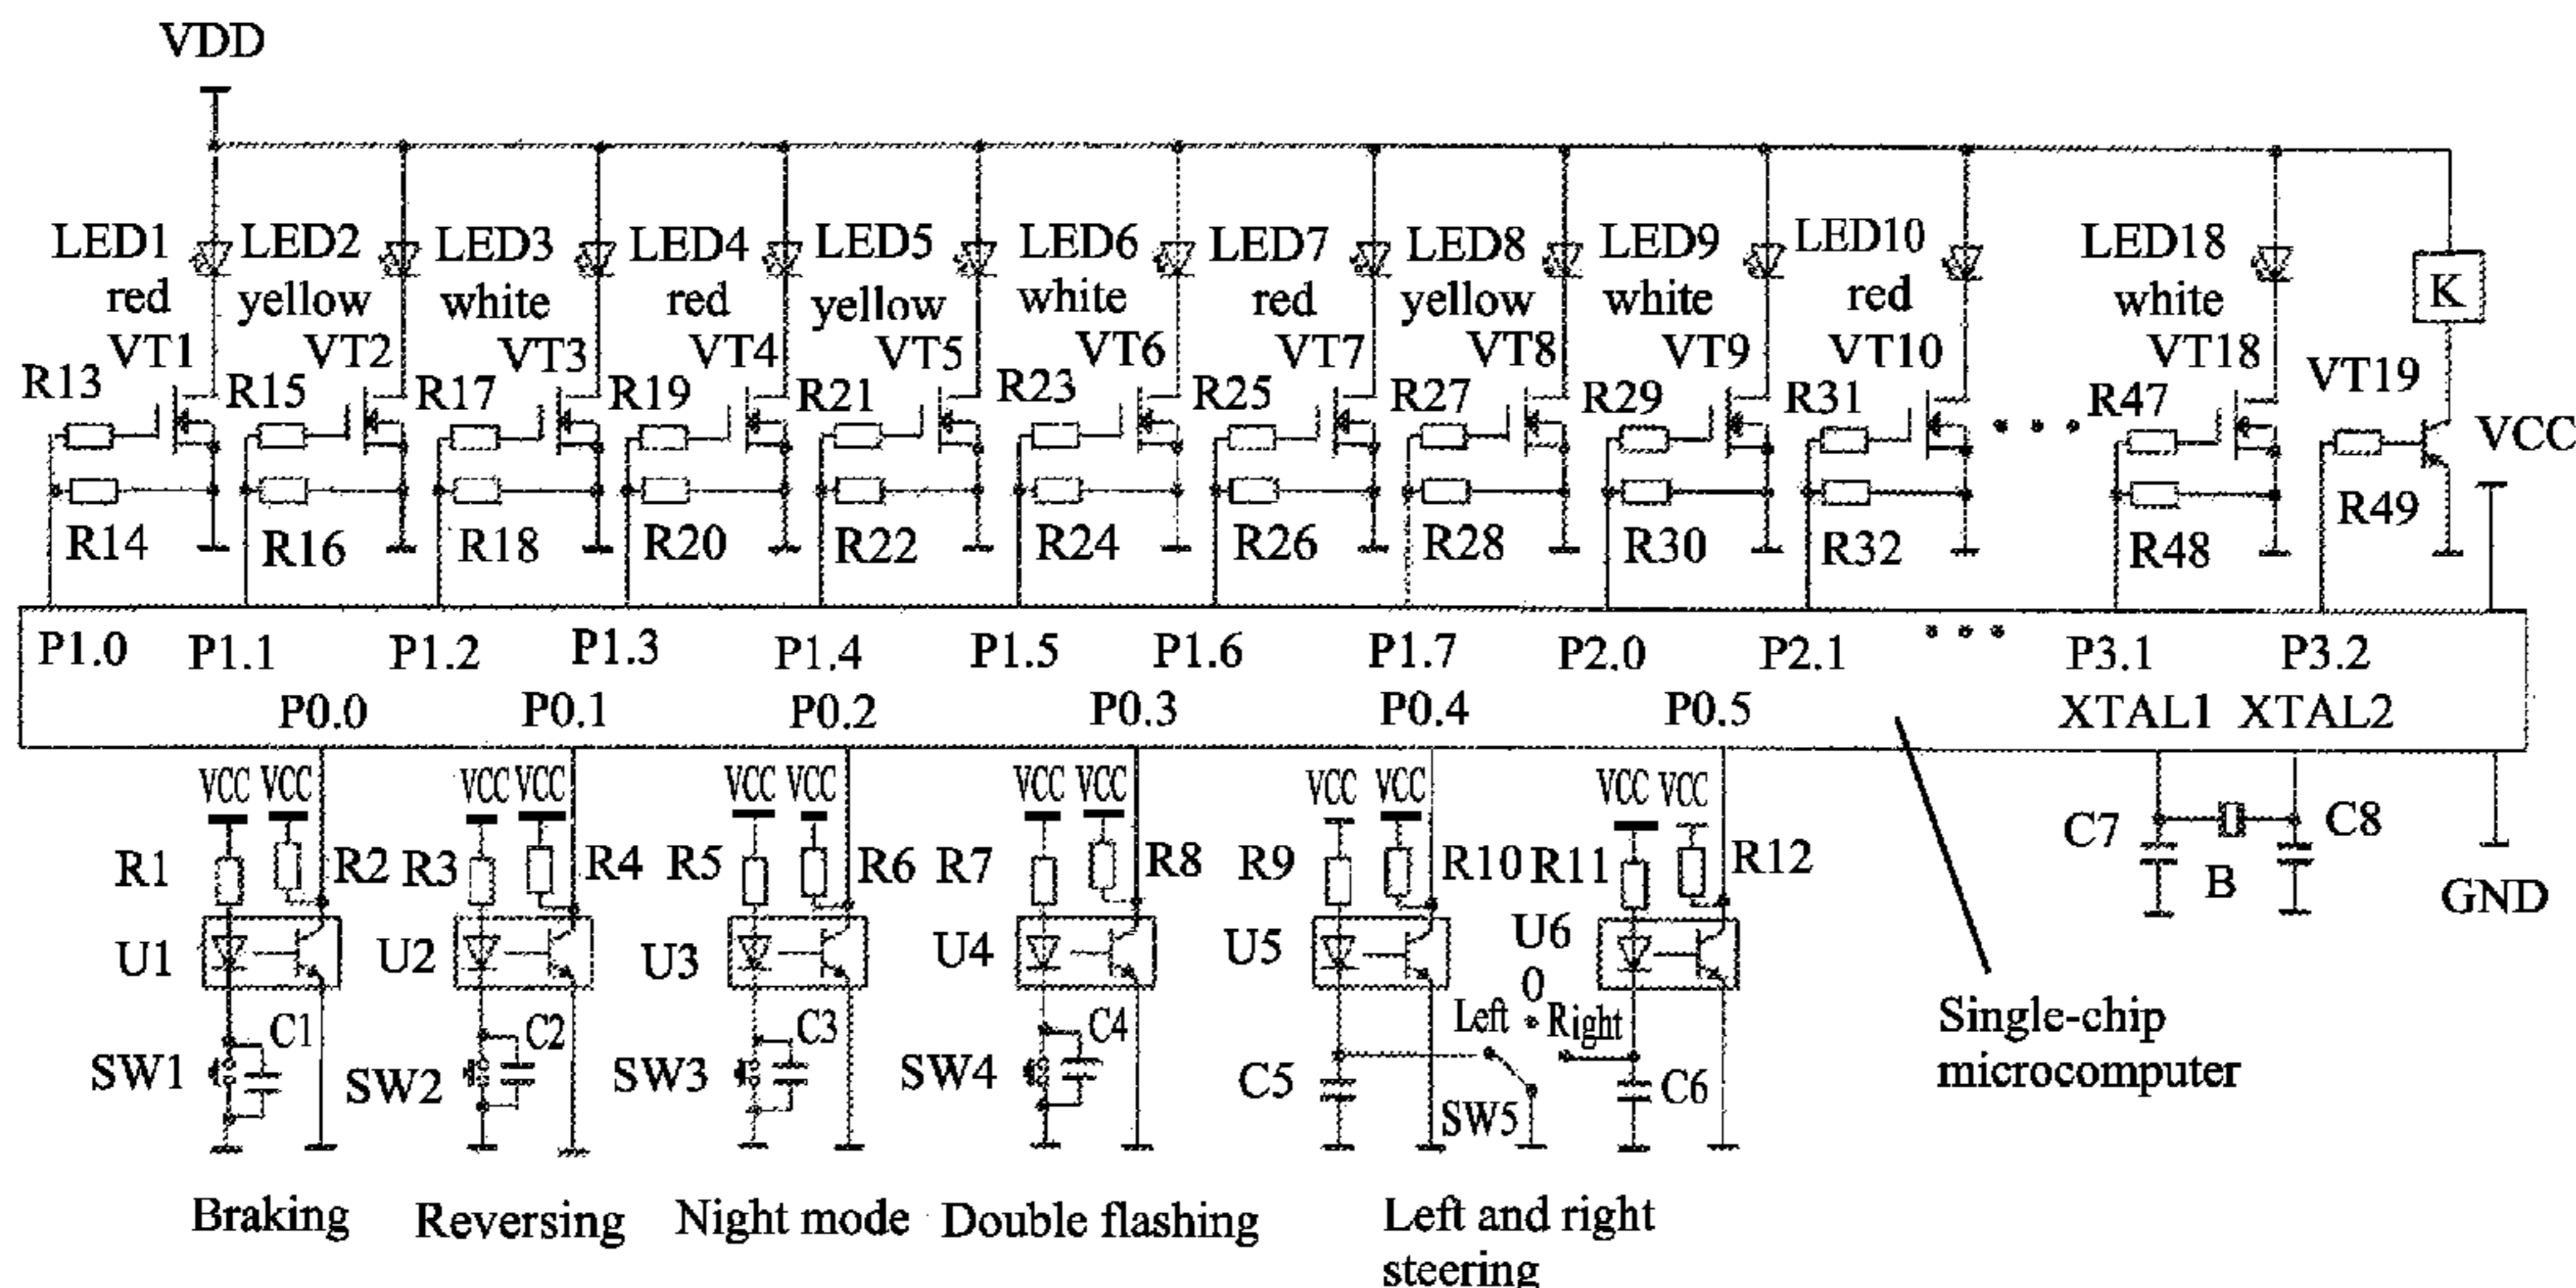 VDD
LED1 LED2 LED3 LED4 LED5 LED6 LED7 LED8 LED9 LED10 LED18
red yellow white red yellow white red yellow white red white K
VT1 VT2 VT3 VT4 VT5 VT6 VT7 VT8 VT9 VT10 VT18 VT19
R13 R15 R17 R19 R21 R23 R25 R27 R29 R31 R47 VCC
R14 R16 R18 R20 R22 R24 R26 R28 R30 R32 R48 R49
P1.0 P1.1 P1.2 P1.3 P1.4 P1.5 P1.6 P1.7 P2.0 P2.1 P3.1 P3.2
P0.0 P0.1 P0.2 P0.3 P0.4 P0.5 XTAL1 XTAL2
VCC VCC VCC VCC VCC VCC VCC VCC VCC VCC VCC VCC
R1 R2 R3 R4 R5 R6 R7 R8 R9 R10 R11 R12 C7 B C8
GND
U1 U2 U3 U4 U5 U6
0
Left Right
C1 C2 C3 C4
SW1 SW2 SW3 SW4 C5 SW5 C6
Single-chip
microcomputer
Braking Reversing Night mode Double flashing Left and right
steering